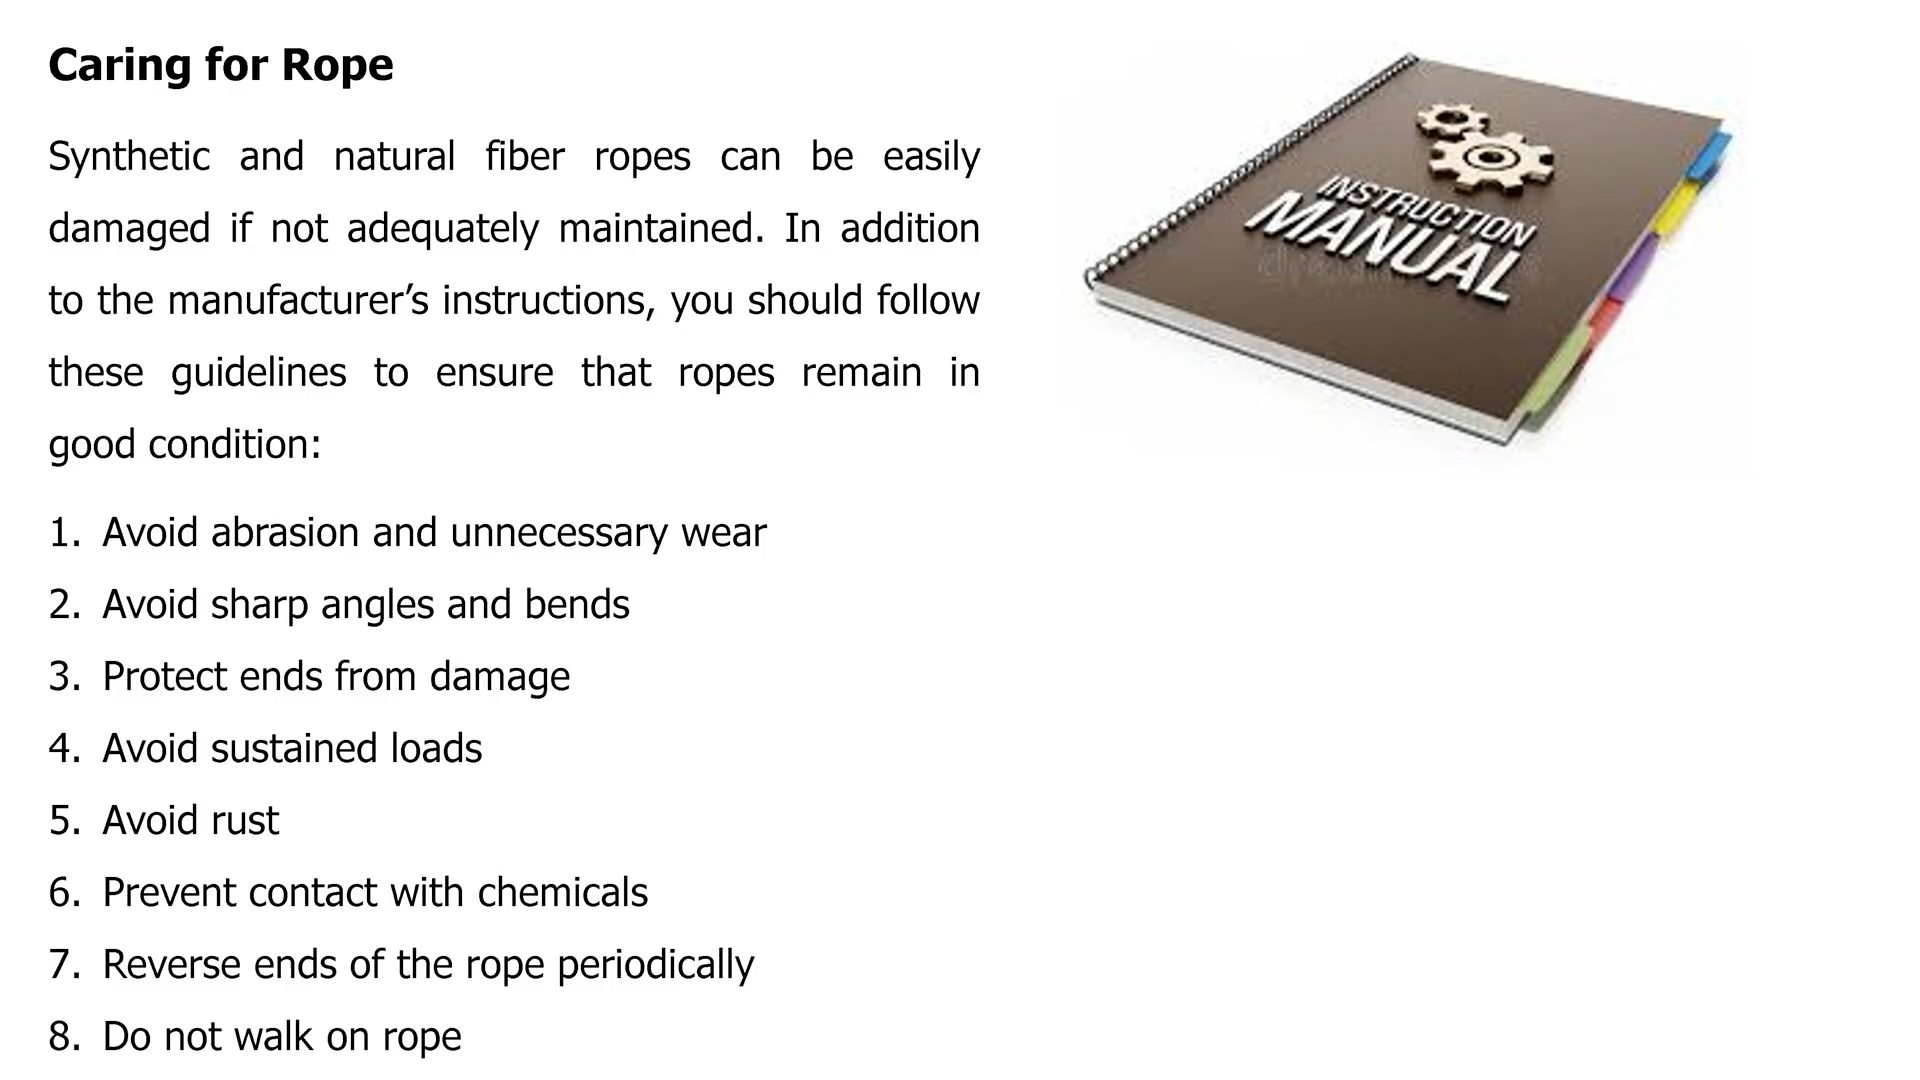 Caring for Rope
Synthetic and natural fiber ropes can be easily
damaged if not adequately maintained. In addition
to the manufacturer’s instructions, you should follow
these guidelines to ensure that ropes remain in
good condition:
1. Avoid abrasion and unnecessary wear
2. Avoid sharp angles and bends
3. Protect ends from damage
4. Avoid sustained loads
5. Avoid rust
6. Prevent contact with chemicals
7. Reverse ends of the rope periodically
8. Do not walk on rope
INSTRUCTION
MANUAL